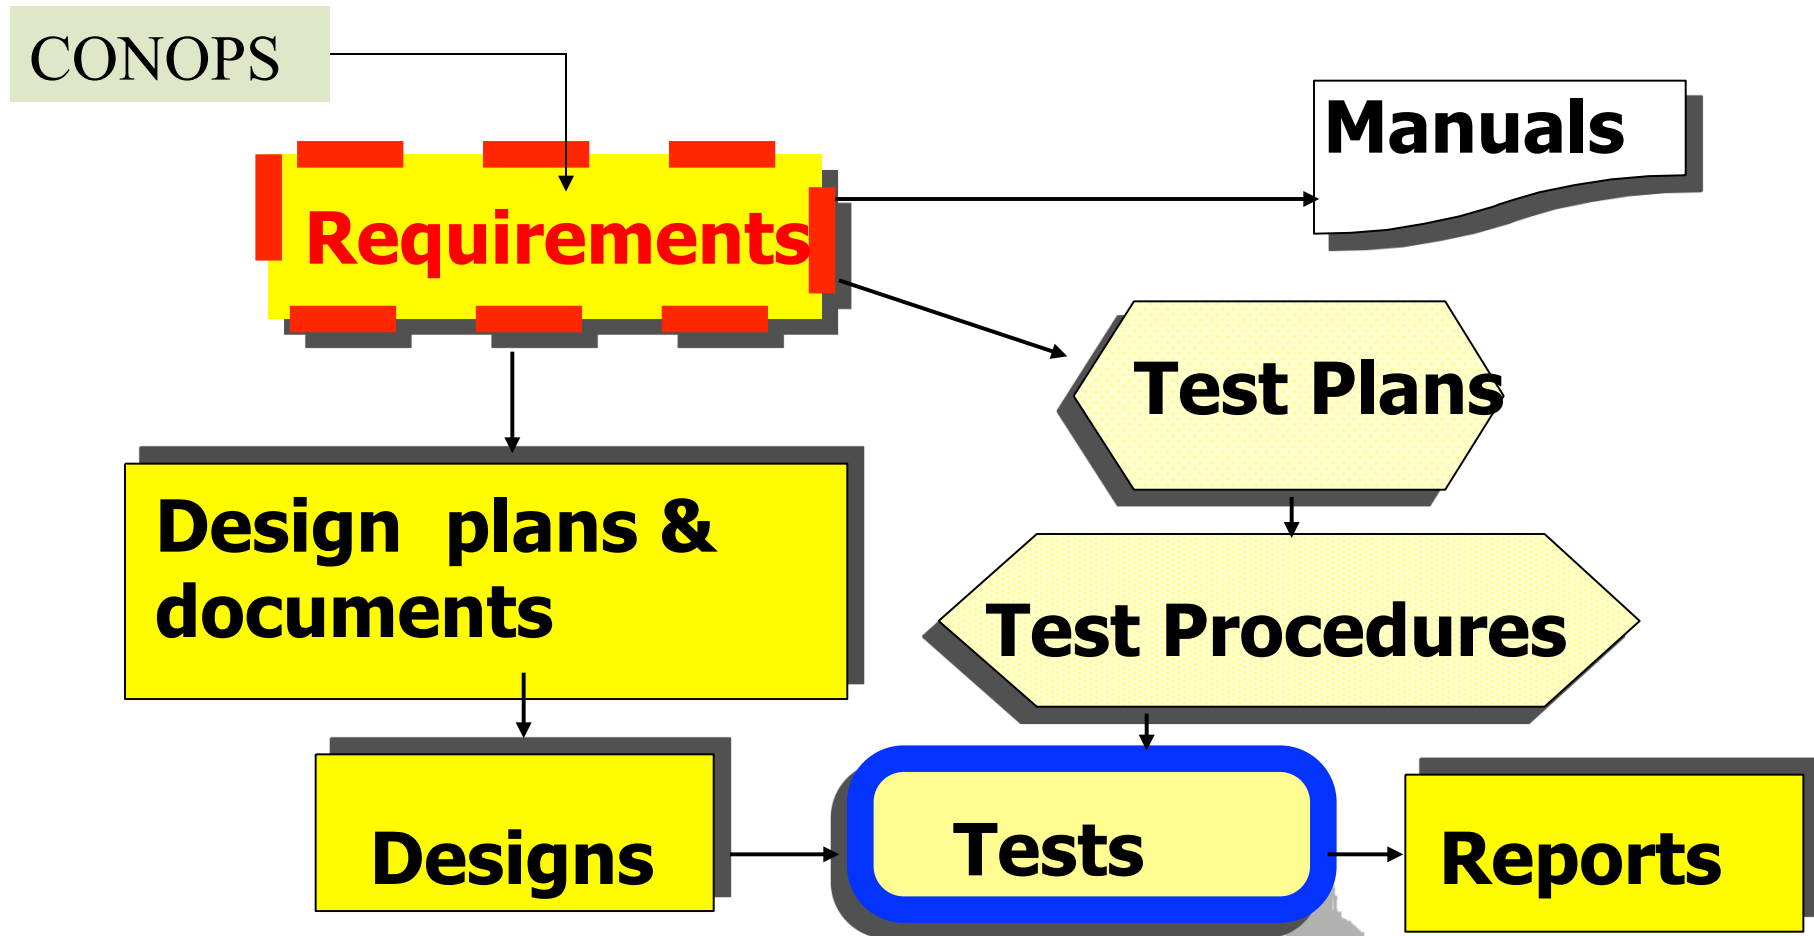 CONOPS
Manuals
Requirements
Test Plans
Design plans &
documents
Test Procedures
Designs
Tests
Reports